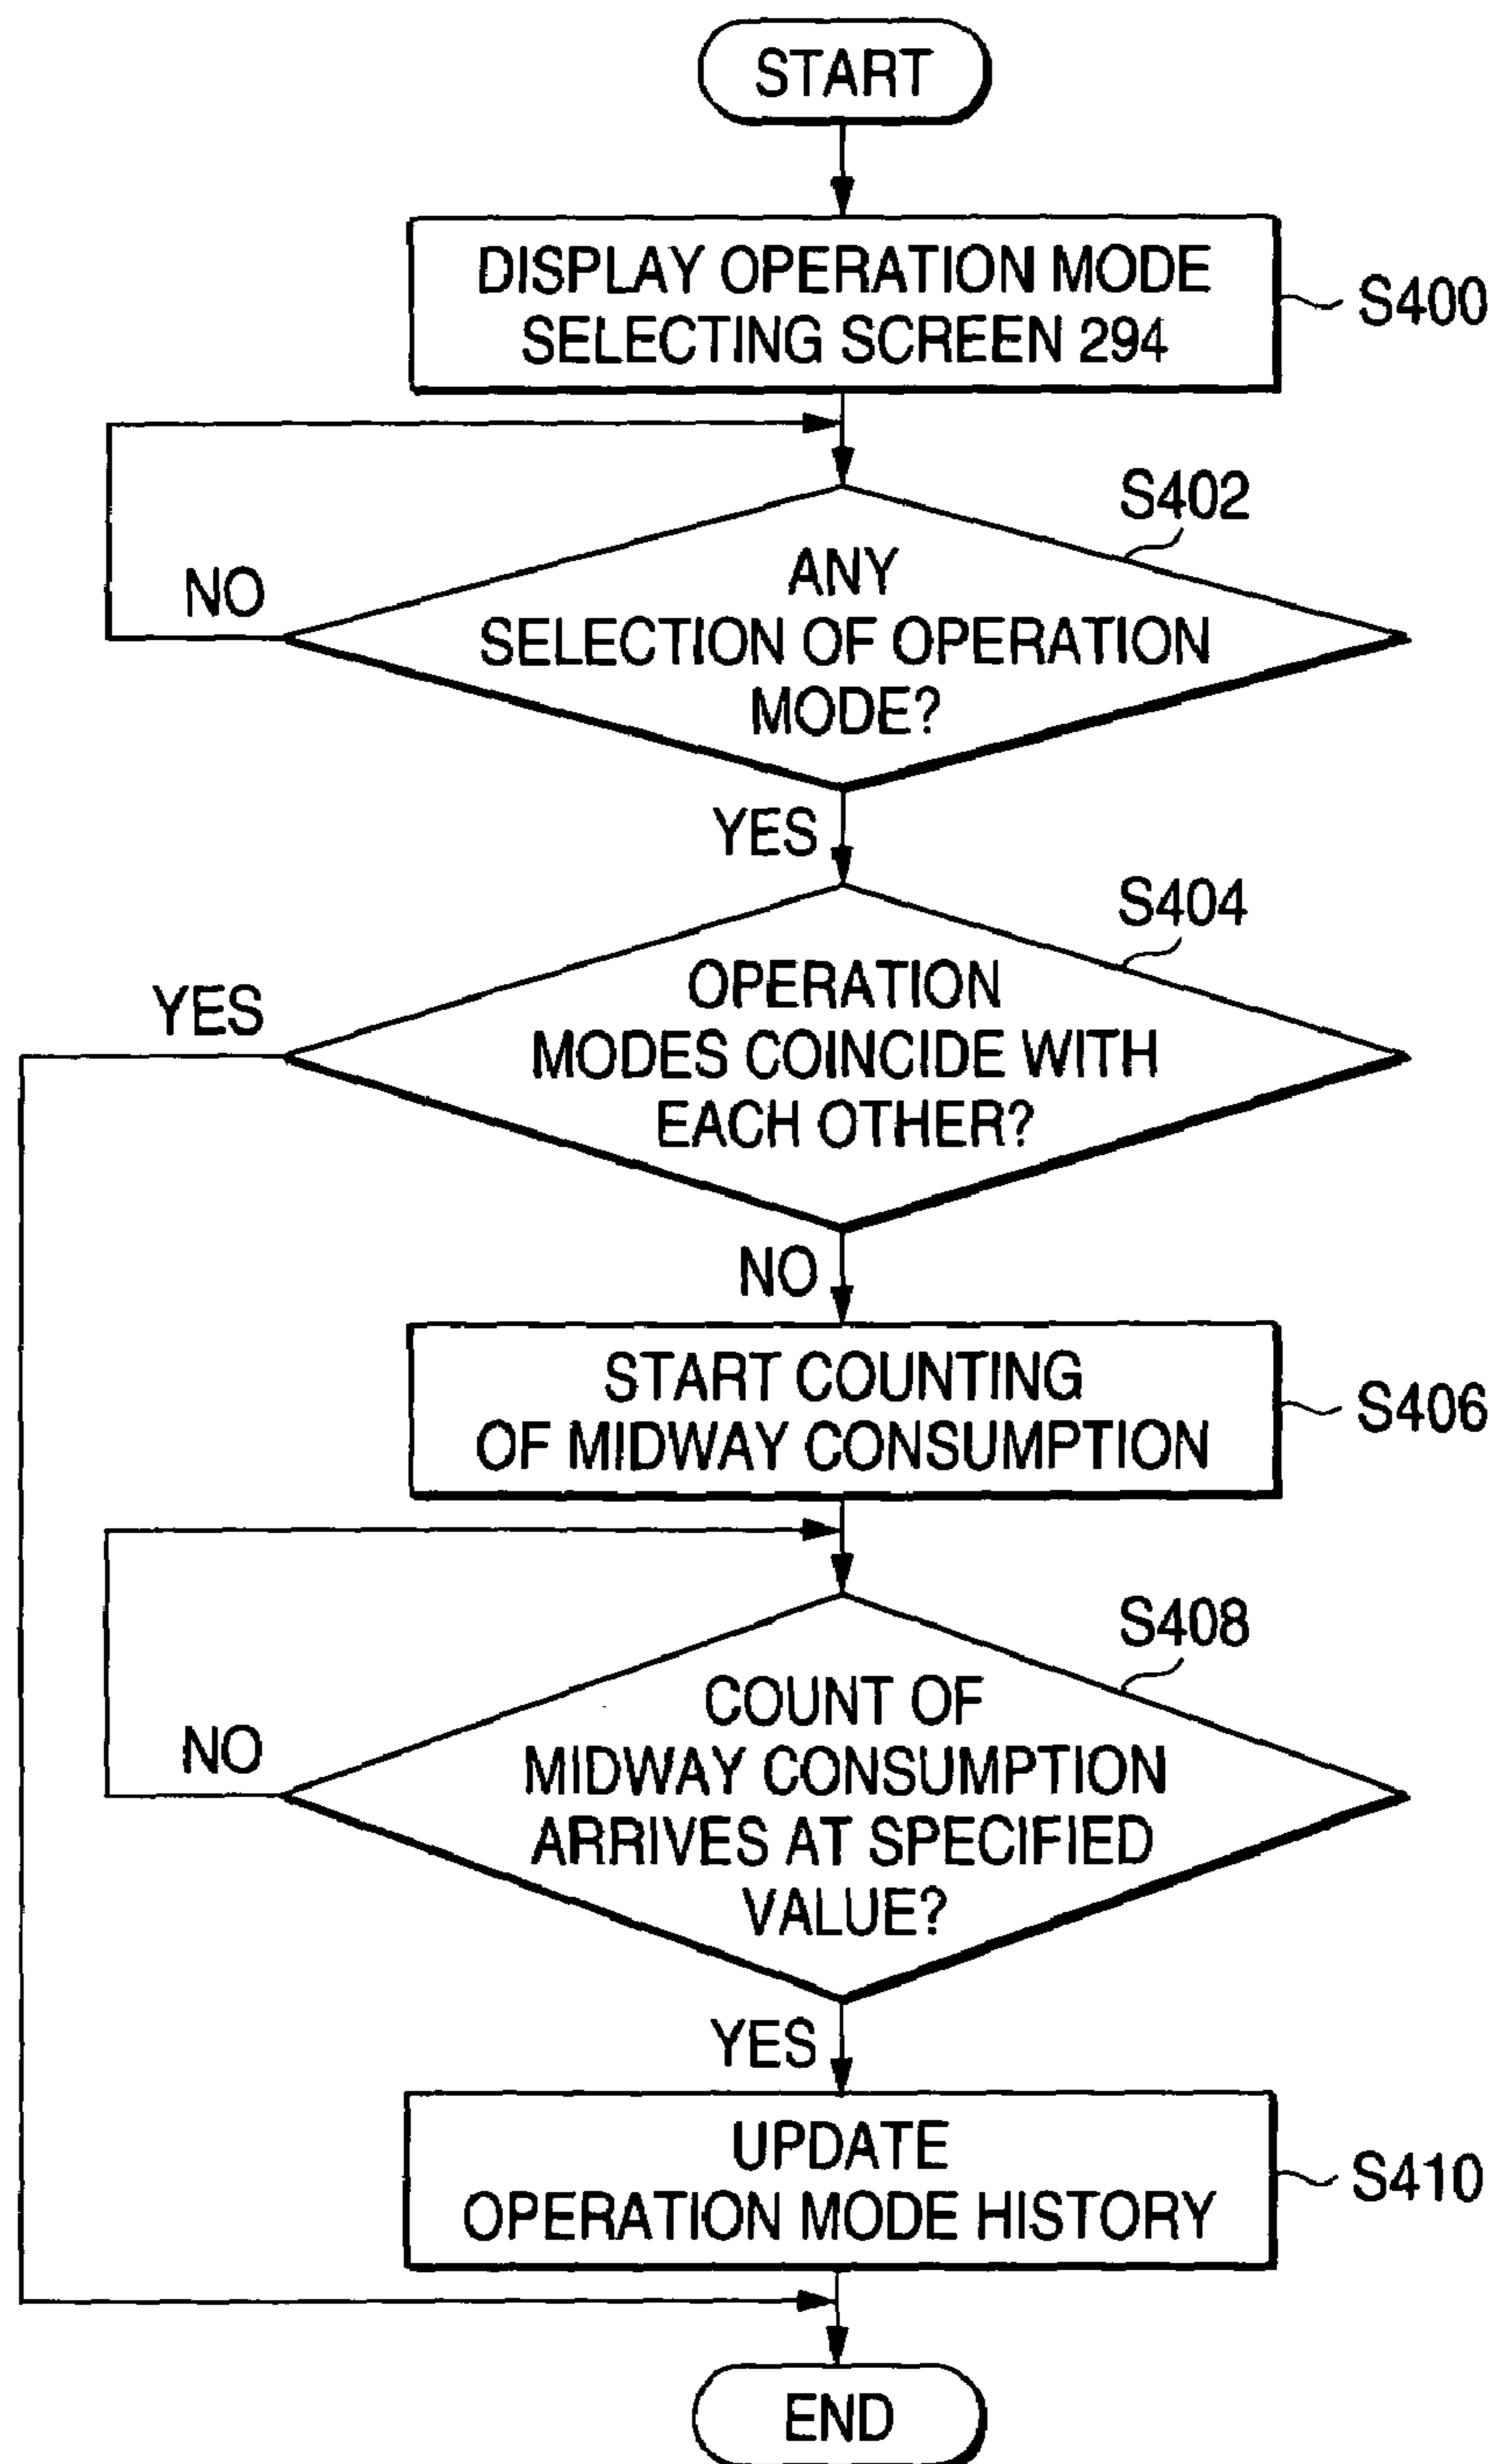 START
DISPLAY OPERATION MODE
SELECTING SCREEN 294
S400
S402
ANY
SELECTION OF OPERATION
MODE?
NO
YES
S404
OPERATION
MODES COINCIDE WITH
EACH OTHER?
YES
NO
START COUNTING
OF MIDWAY CONSUMPTION
S406
S408
COUNT OF
MIDWAY CONSUMPTION
ARRIVES AT SPECIFIED
VALUE?
NO
YES
UPDATE
OPERATION MODE HISTORY
S410
END